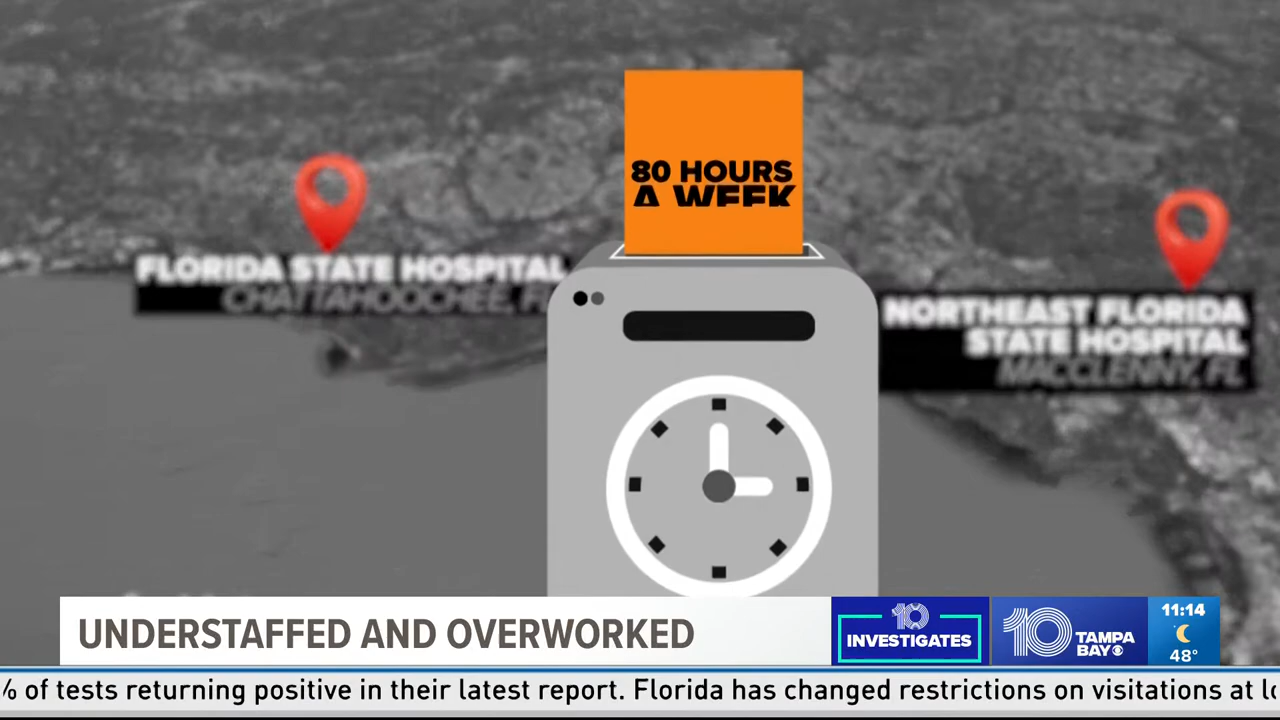 80 HOURS
A WEEK
FLORIDA STATE HOSPITAL
CHATTAHOOCHEE, FL
NORTHEAST FLORIDA
STATE HOSPITAL
MACCLENNY, FL
UNDERSTAFFED AND OVERWORKED
10
INVESTIGATES
10 TAMPA
BAY
11:14
48°
% of tests returning positive in their latest report. Florida has changed restrictions on visitations at